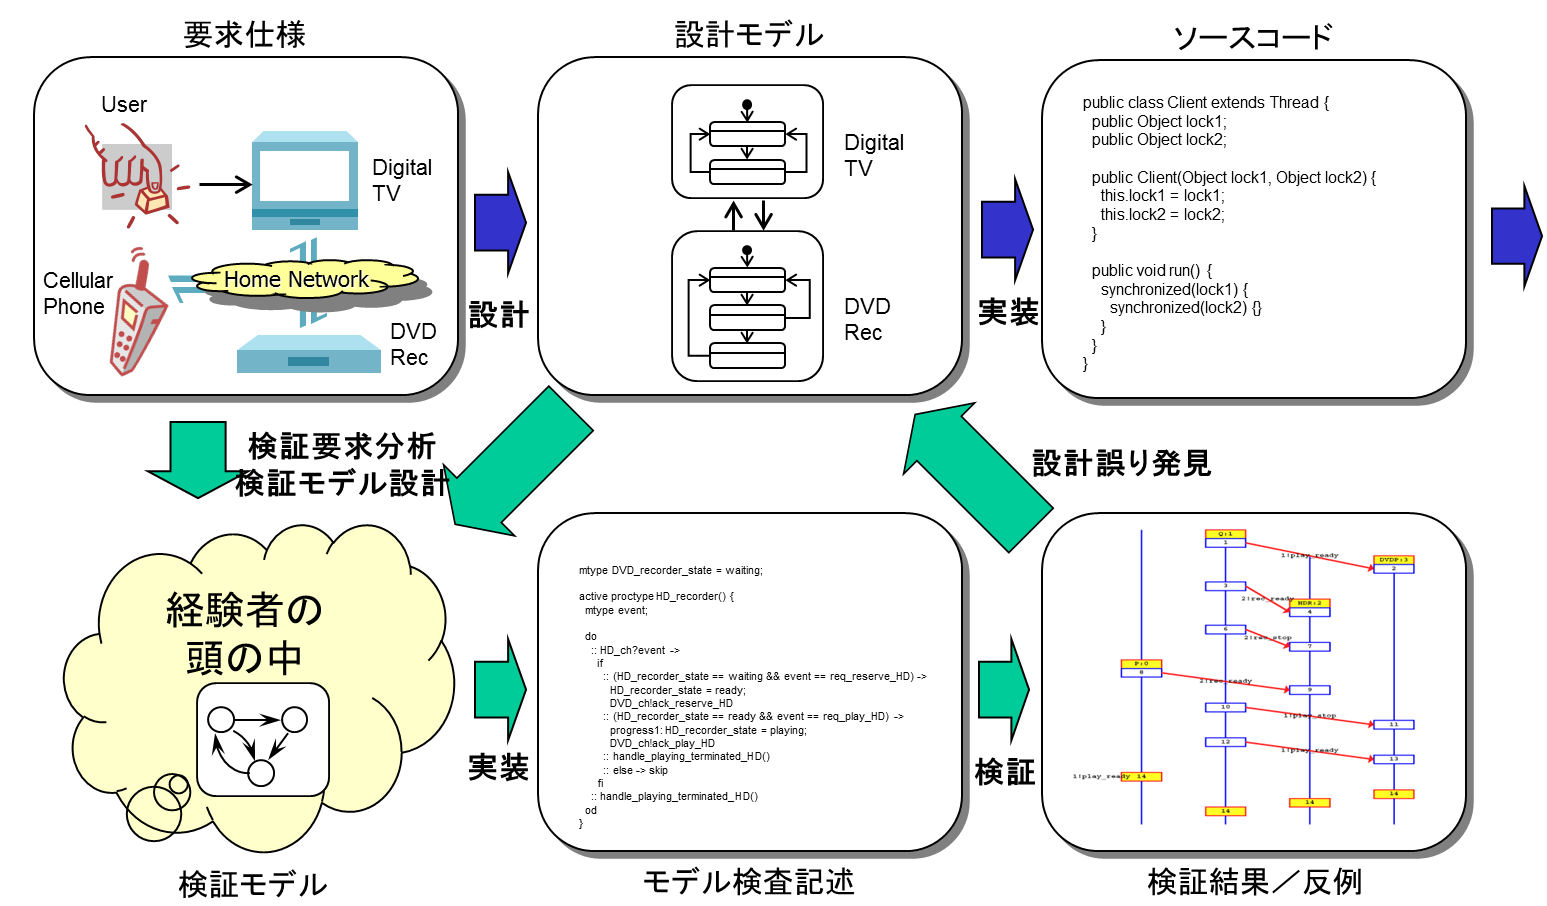 要求仕様
設計モデル
ソースコード
User
Digital
TV
Cellular
Phone
Home Network
DVD
Rec
設計
Digital
TV
DVD
Rec
実装
public class Client extends Thread {
public Object lock1;
public Object lock2;
public Client(Object lock1, Object lock2) {
this.lock1 = lock1;
this.lock2 = lock2;
}
public void run() {
synchronized(lock1) {
synchronized(lock2) {}
}
}
}
検証要求分析
検証モデル設計
設計誤り発見
経験者の
頭の中
検証モデル
実装
mtype DVD_recorder_state = waiting;
active proctype HD_recorder() {
mtype event;
do
:: HD_ch?event ->
if
:: (HD_recorder_state == waiting && event == req_reserve_HD) ->
HD_recorder_state = ready;
DVD_ch!ack_reserve_HD
:: (HD_recorder_state == ready && event == req_play_HD) ->
progress1: HD_recorder_state = playing;
DVD_ch!ack_play_HD
:: handle_playing_terminated_HD()
:: else -> skip
fi
:: handle_playing_terminated_HD()
od
}
モデル検査記述
検証
Q:1
1
1!play_ready
DVDP:3
2
3
2!rec_ready
HDR:2
4
6
2!rec_stop
7
P:0
8
2!rec_ready
9
10
1!play_stop
11
12
1!play_ready
13
1!play_ready
14
14
14
14
検証結果／反例